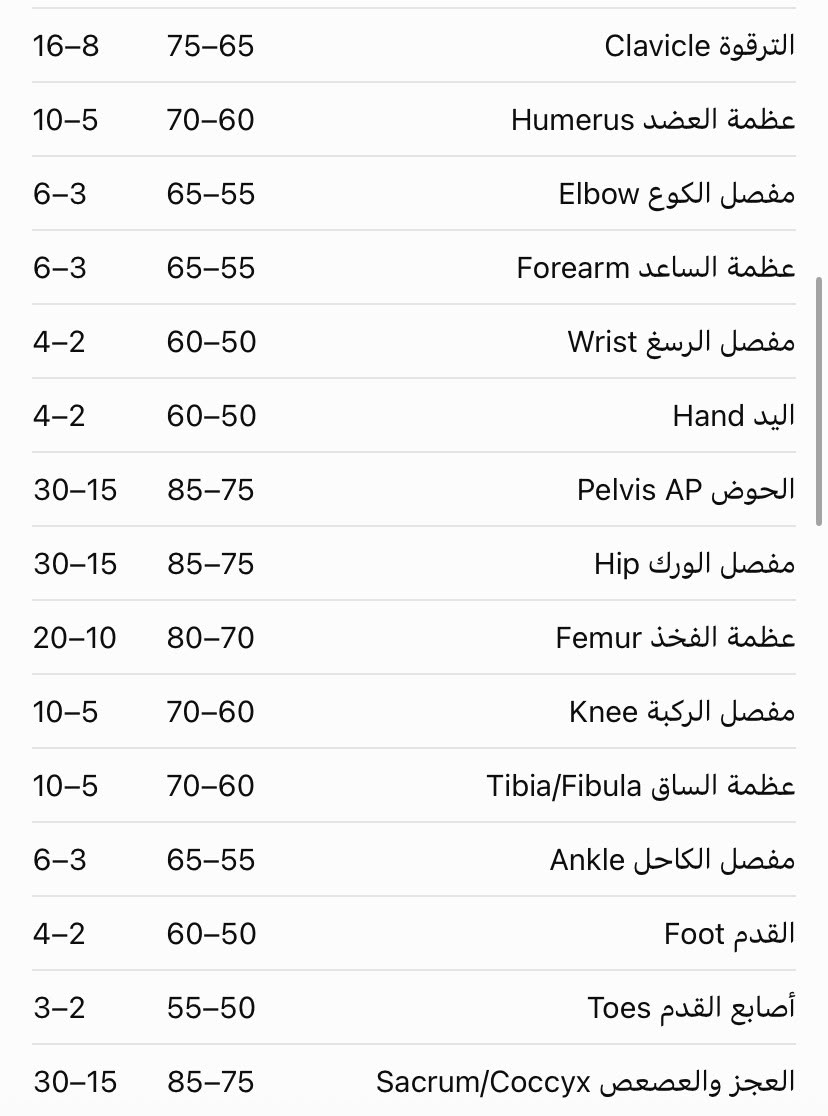 الترقوة Clavicle 65–75 8–16
عظمة العضد Humerus 60–70 5–10
مفصل الكوع Elbow 55–65 3–6
عظمة الساعد Forearm 55–65 3–6
مفصل الرسغ Wrist 50–60 2–4
اليد Hand 50–60 2–4
الحوض Pelvis AP 75–85 15–30
مفصل الورك Hip 75–85 15–30
عظمة الفخذ Femur 70–80 10–20
مفصل الركبة Knee 60–70 5–10
عظمة الساق Tibia/Fibula 60–70 5–10
مفصل الكاحل Ankle 55–65 3–6
القدم Foot 50–60 2–4
أصابع القدم Toes 50–55 2–3
العجز والعصعص Sacrum/Coccyx 75–85 15–30